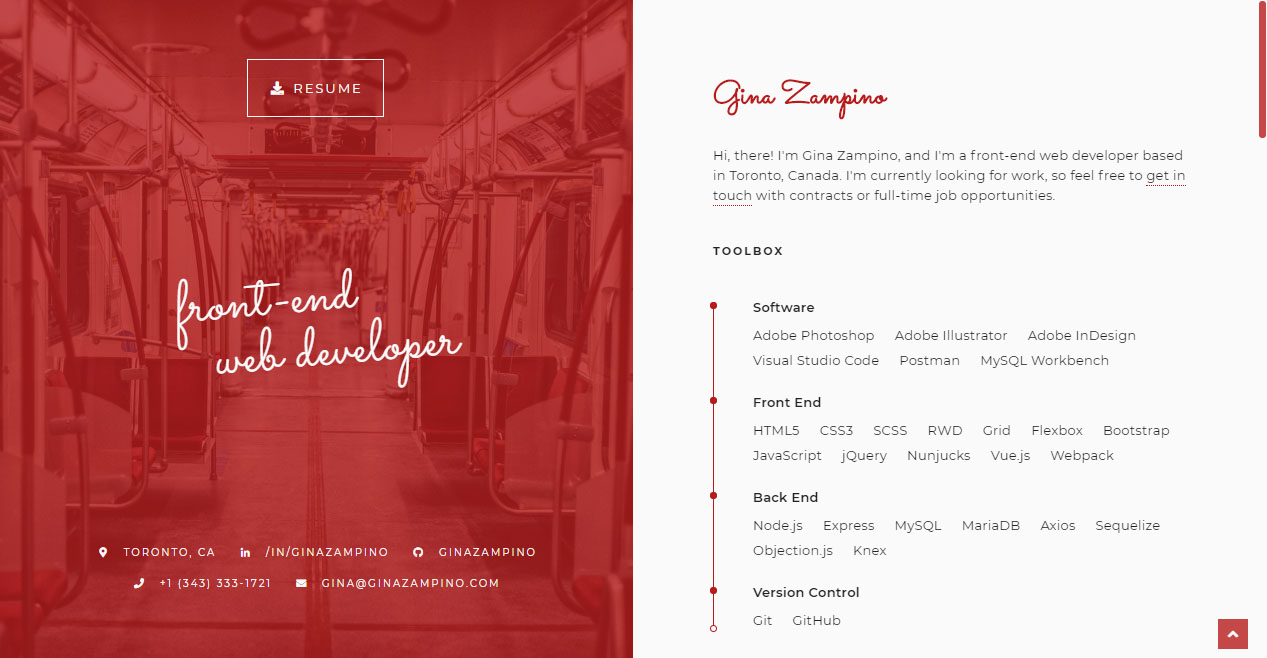 RESUME
front-end
web developer
TORONTO, CA /IN/GINAZAMPINO GINAZAMPINO
+1 (343) 333-1721 GINA@GINAZAMPINO.COM
Gina Zampino
Hi, there! I'm Gina Zampino, and I'm a front-end web developer based
in Toronto, Canada. I'm currently looking for work, so feel free to get in
touch with contracts or full-time job opportunities.
TOOLBOX
Software
Adobe Photoshop Adobe Illustrator Adobe InDesign
Visual Studio Code Postman MySQL Workbench
Front End
HTML5 CSS3 SCSS RWD Grid Flexbox Bootstrap
JavaScript jQuery Nunjucks Vue.js Webpack
Back End
Node.js Express MySQL MariaDB Axios Sequelize
Objection.js Knex
Version Control
Git GitHub